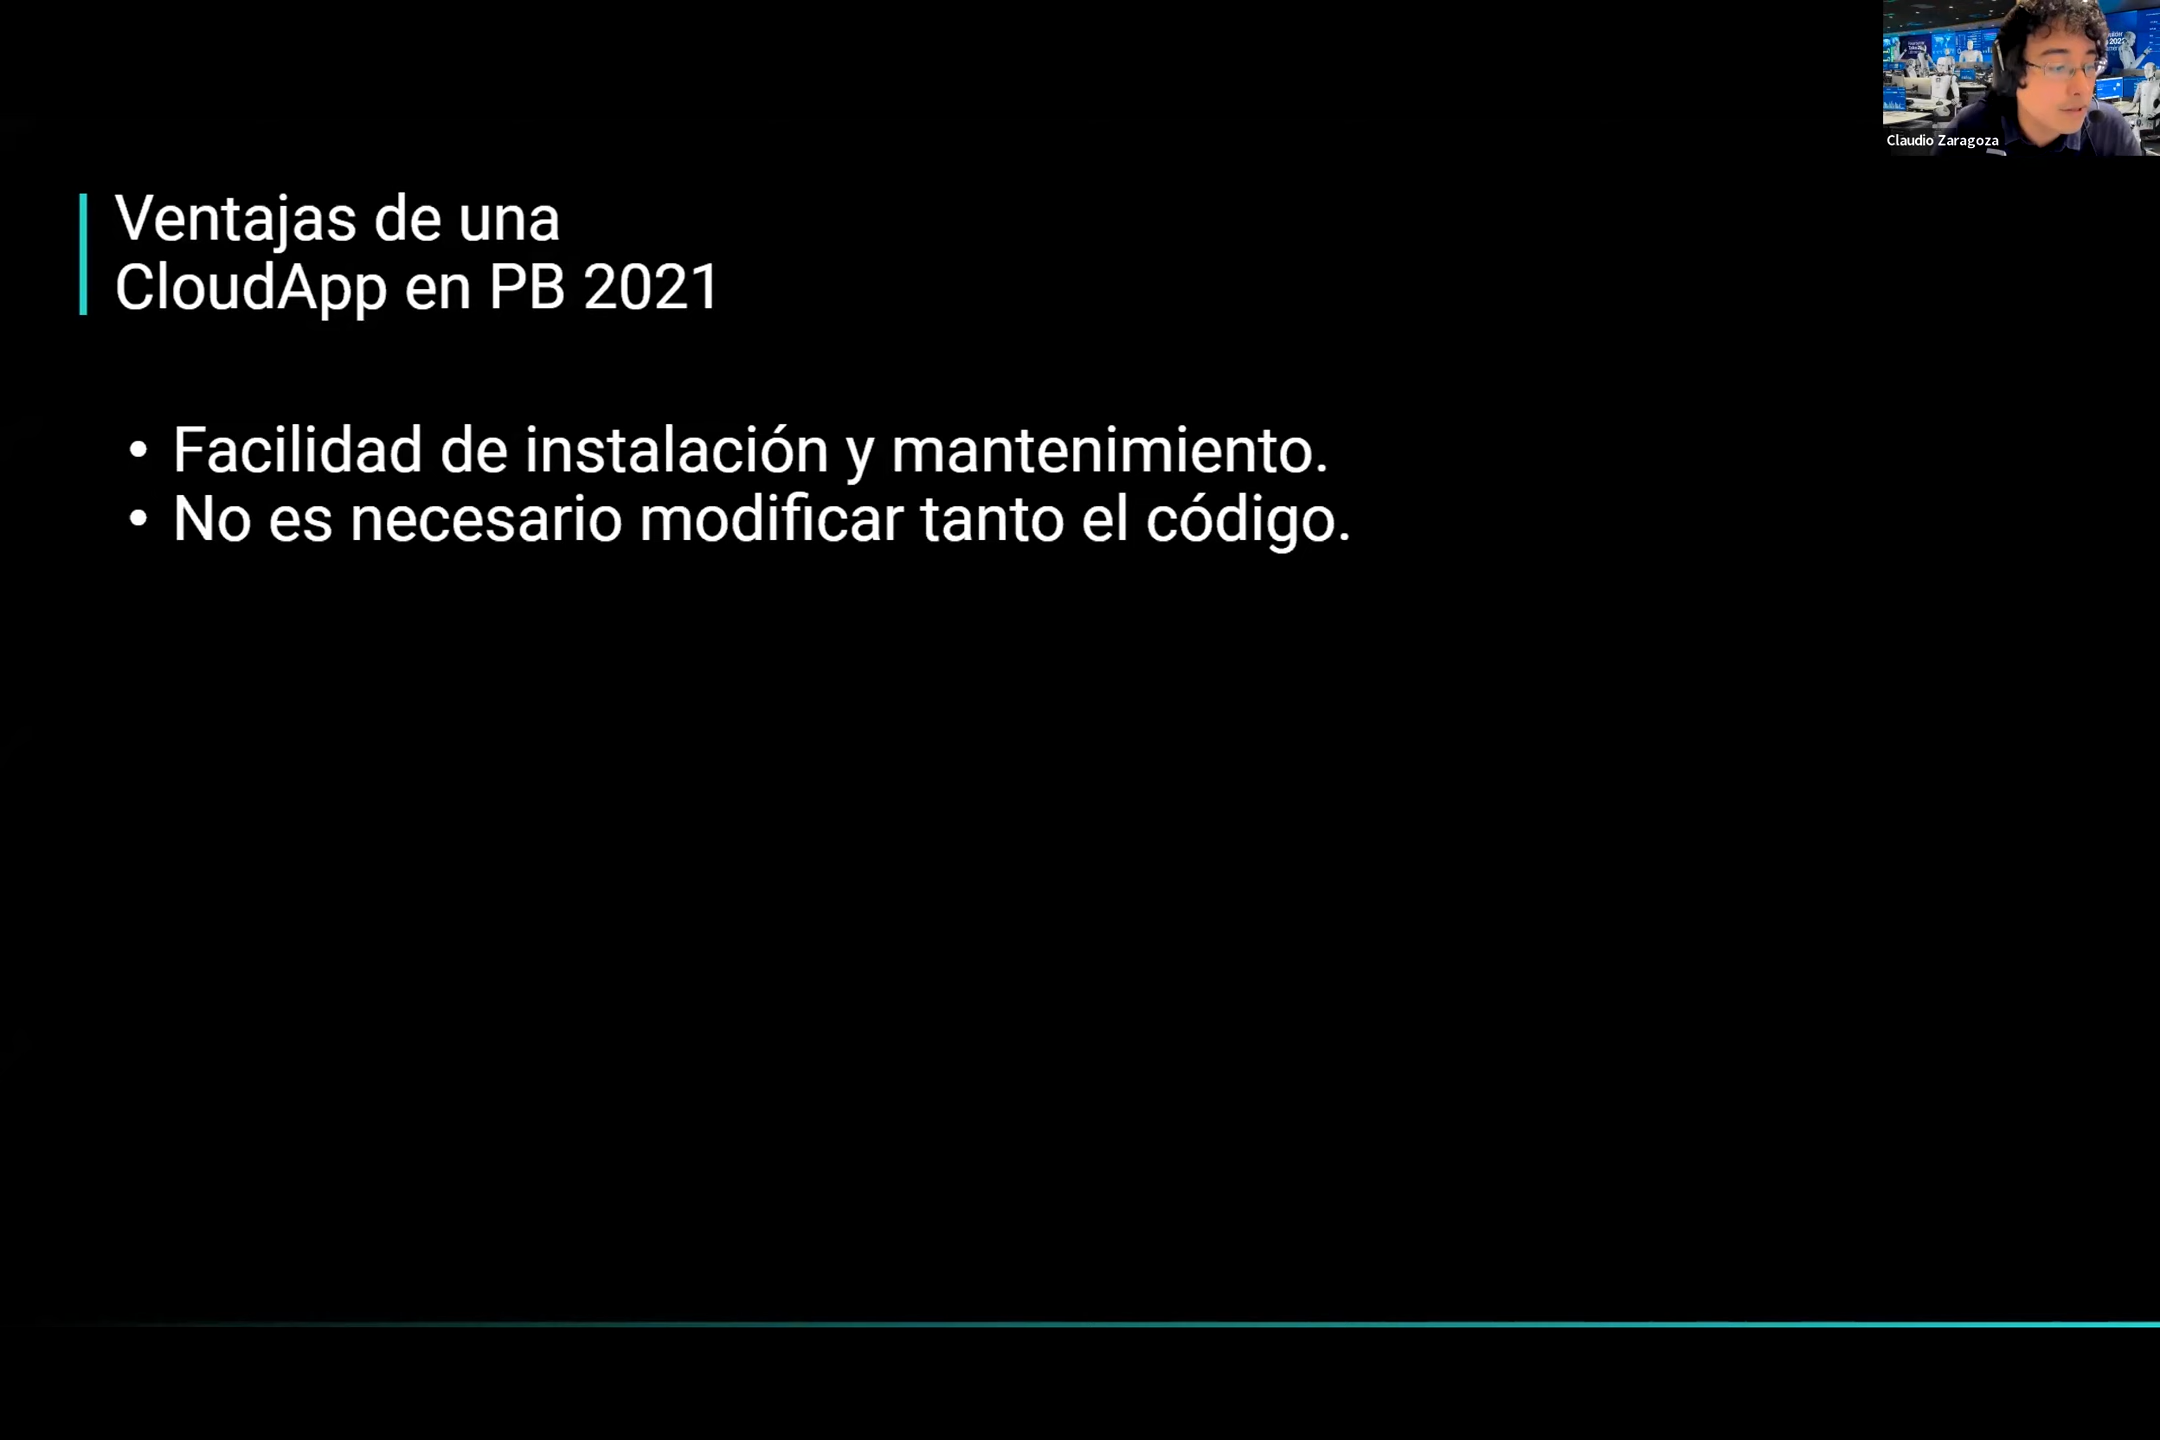 Claudio Zaragoza
Ventajas de una
CloudApp en PB 2021
• Facilidad de instalación y mantenimiento.
• No es necesario modificar tanto el código.